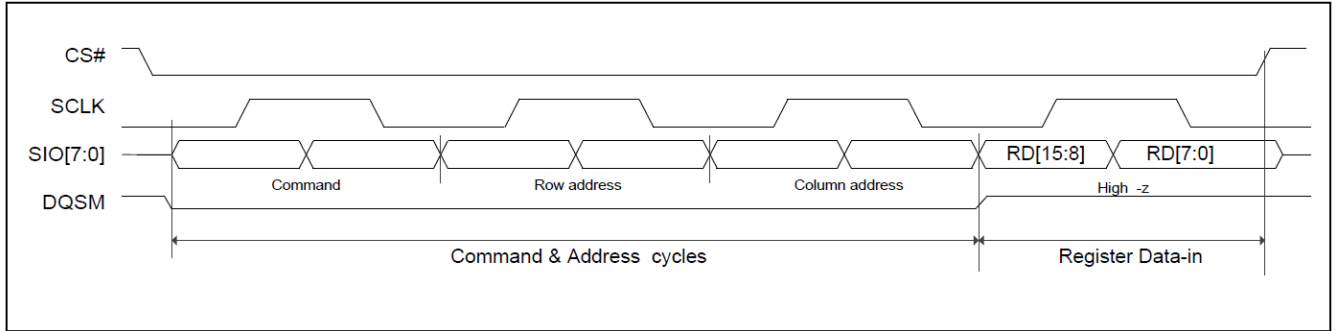 CS#
SCLK
SIO[7:0]
RD[15:8] RD[7:0]
Command Row address Column address High -z
DQSM
Command & Address cycles Register Data-in